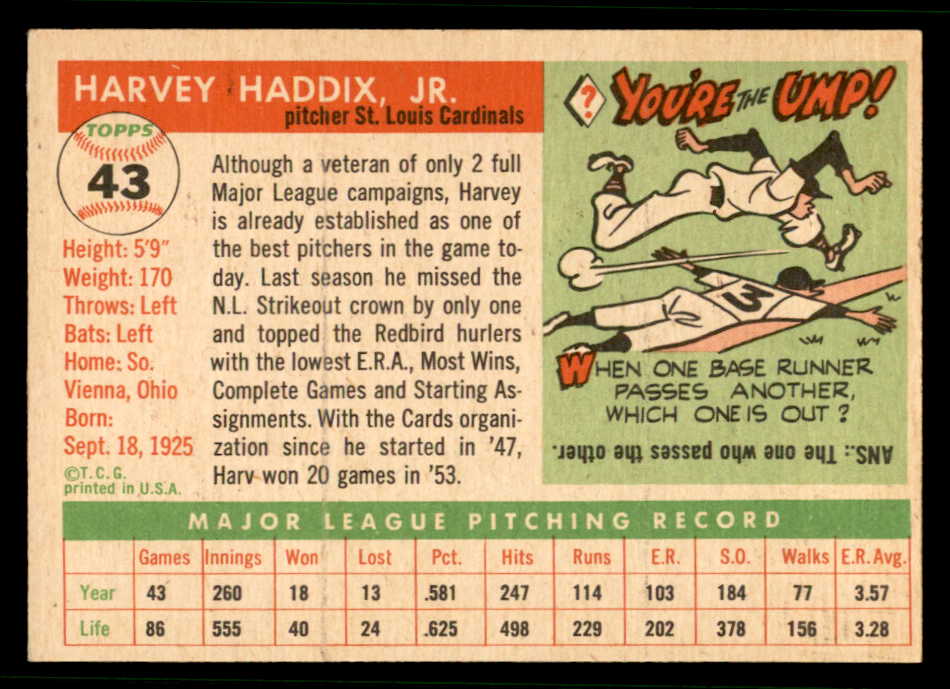 HARVEY HADDIX, JR.
pitcher St. Louis Cardinals
TOPPS
43
Height: 5'9"
Weight: 170
Throws: Left
Bats: Left
Home: So.
Vienna, Ohio
Born:
Sept. 18, 1925
©T.C.G.
printed in U.S.A.
Although a veteran of only 2 full
Major League campaigns, Harvey
is already established as one of
the best pitchers in the game to-
day. Last season he missed the
N.L. Strikeout crown by only one
and topped the Redbird hurlers
with the lowest E.R.A., Most Wins,
Complete Games and Starting As-
signments. With the Cards organi-
zation since he started in '47,
Harv won 20 games in '53.
? YOU'RE THE UMP!
3
WHEN ONE BASE RUNNER
PASSES ANOTHER,
WHICH ONE IS OUT?
ANS.: The one who passes the other.
MAJOR LEAGUE PITCHING RECORD
Games Innings Won Lost Pct. Hits Runs E.R. S.O. Walks E.R. Avg.
Year 43 260 18 13 .581 247 114 103 184 77 3.57
Life 86 555 40 24 .625 498 229 202 378 156 3.28